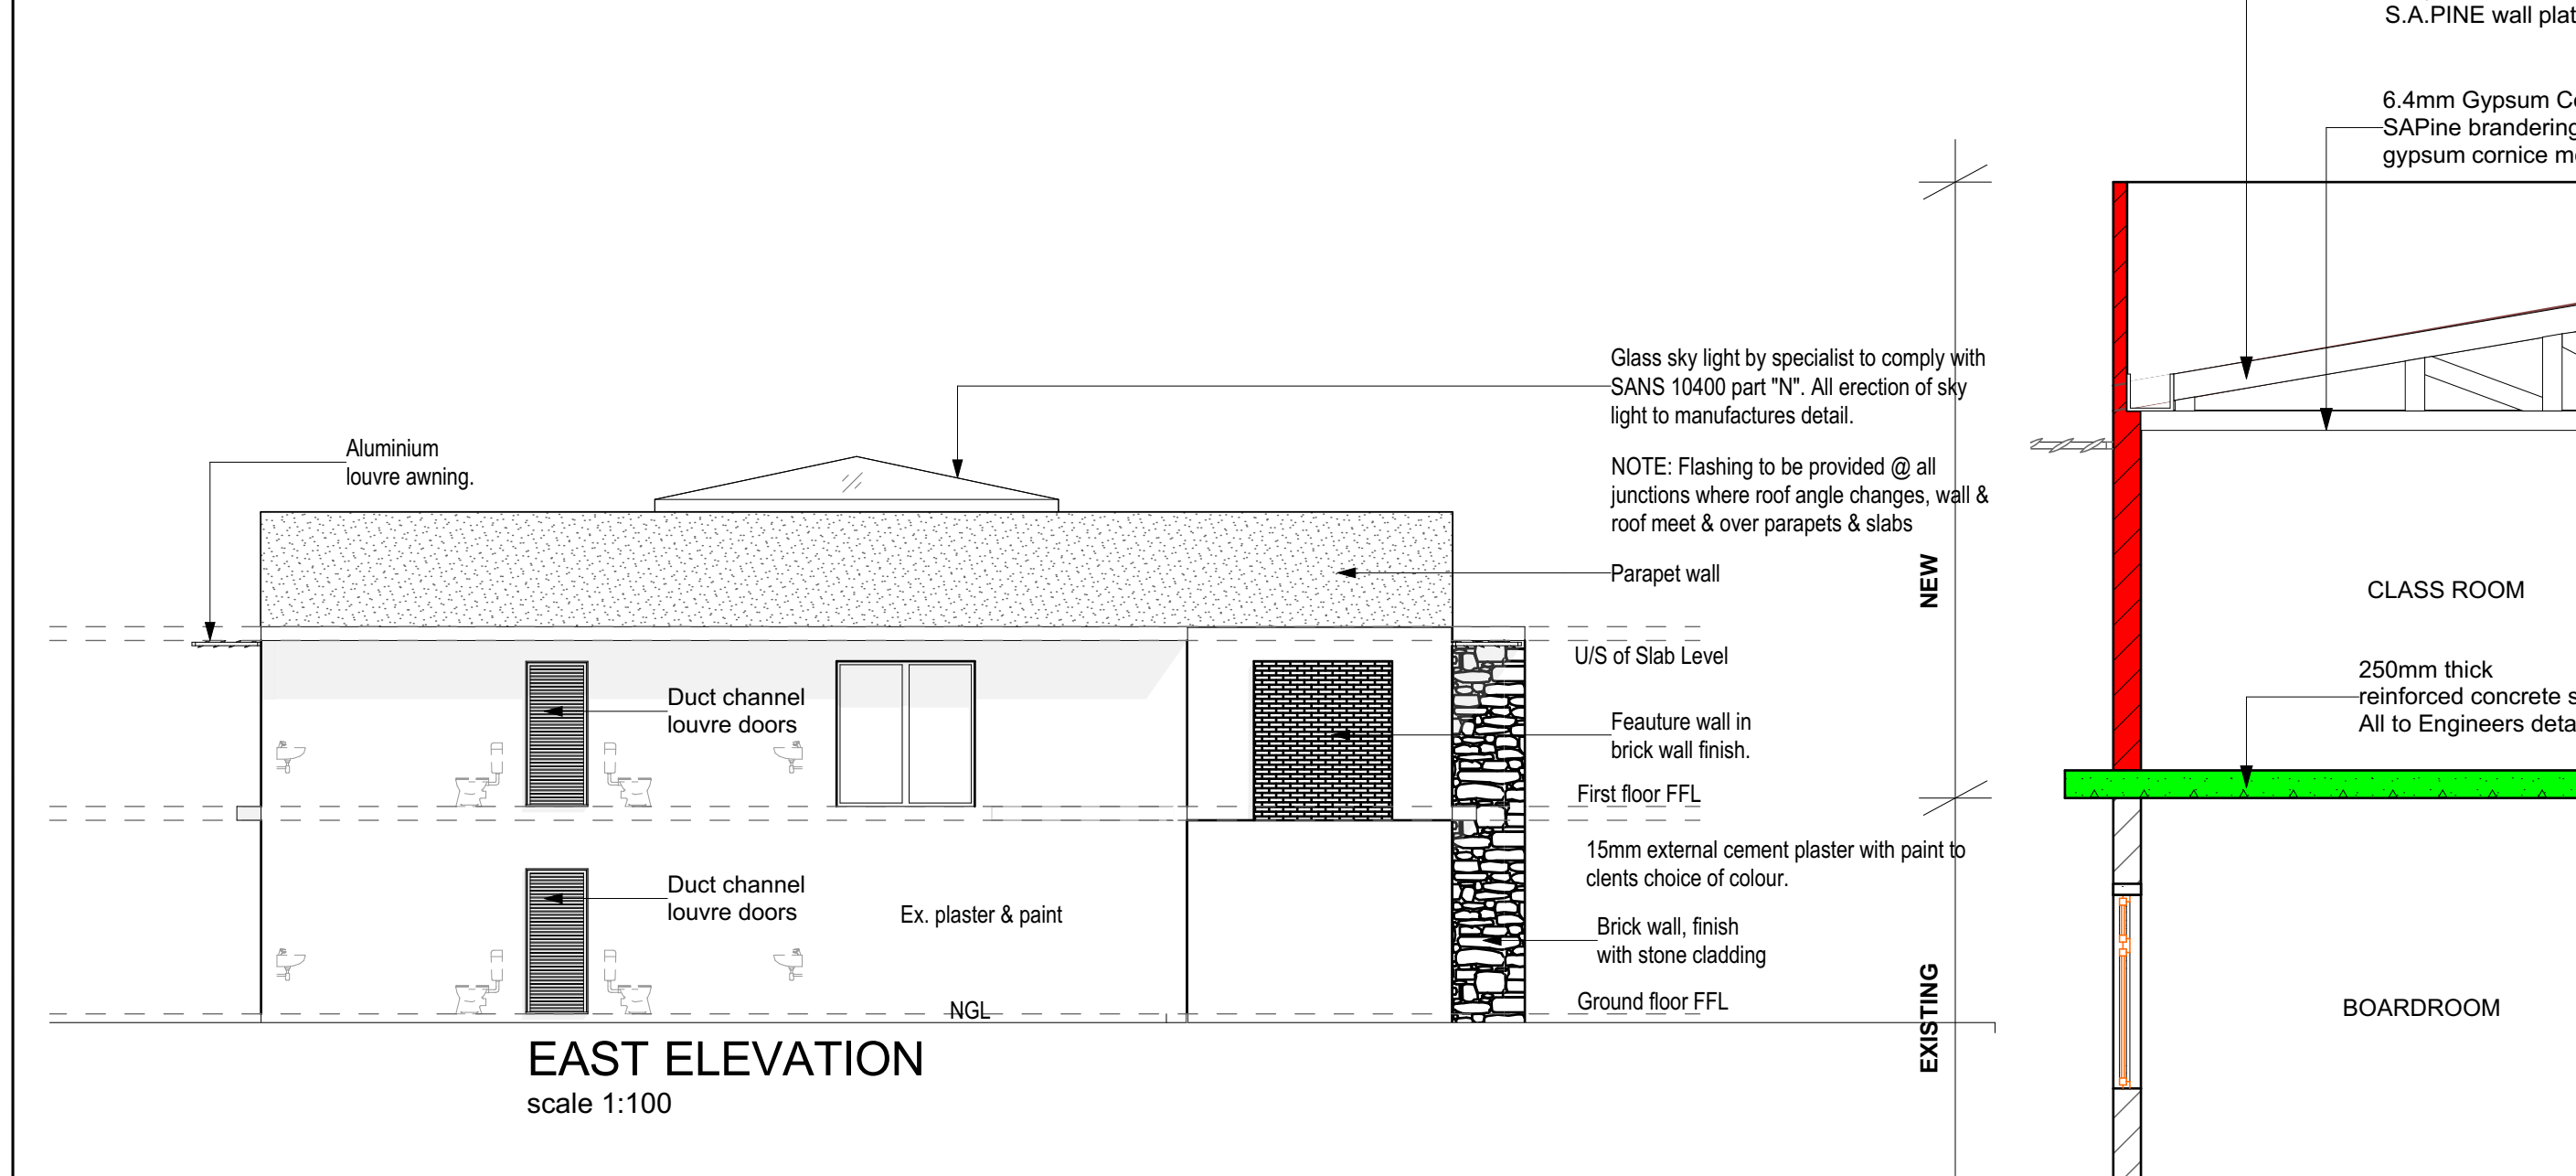 S.A.PINE wall plat
6.4mm Gypsum C
SAPine brandering
gypsum cornice m
Glass sky light by specialist to comply with
SANS 10400 part "N". All erection of sky
light to manufactures detail.
NOTE: Flashing to be provided @ all
junctions where roof angle changes, wall &
roof meet & over parapets & slabs
Aluminium
louvre awning.
Parapet wall
NEW
CLASS ROOM
U/S of Slab Level
250mm thick
reinforced concrete s
All to Engineers deta
Duct channel
louvre doors
Feauture wall in
brick wall finish.
First floor FFL
15mm external cement plaster with paint to
clents choice of colour.
Duct channel
louvre doors
Ex. plaster & paint
Brick wall, finish
with stone cladding
NGL
Ground floor FFL
EXISTING
BOARDROOM
EAST ELEVATION
scale 1:100